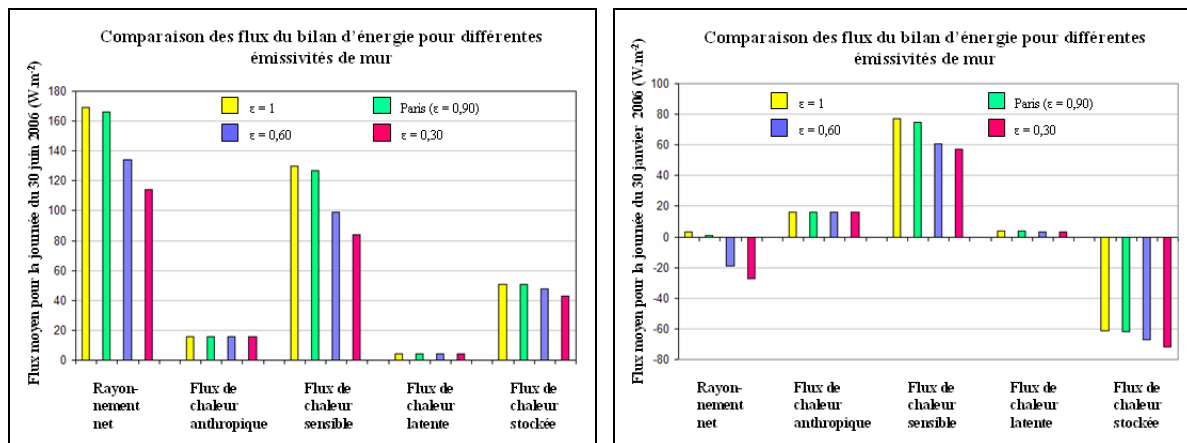 Comparaison des flux du bilan d'énergie pour différentes
émissivités de mur
Flux moyen pour la journée du 30 juin 2006 (W.m-2)
180
160
140
120
100
80
60
40
20
0
ε = 1
Paris (ε = 0,90)
ε = 0,60
ε = 0,30
Rayon-
nement
net
Flux de
chaleur
anthropique
Flux de
chaleur
sensible
Flux de
chaleur
latente
Flux de
chaleur
stockée
Comparaison des flux du bilan d'énergie pour différentes
émissivités de mur
Flux moyen pour la journée du 30 janvier 2006 (W.m-2)
100
80
60
40
20
0
-20
-40
-60
-80
ε = 1
Paris (ε = 0,90)
ε = 0,60
ε = 0,30
Rayon-
nement
net
Flux de
chaleur
anthropique
Flux de
chaleur
sensible
Flux de
chaleur
latente
Flux de
chaleur
stockée